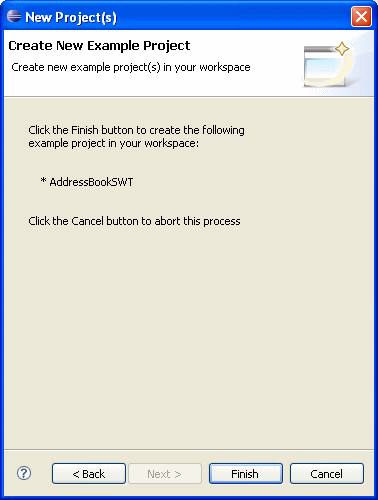 New Project(s)
Create New Example Project
Create new example project(s) in your workspace
Click the Finish button to create the following
example project in your workspace:
* AddressBookSWT
Click the Cancel button to abort this process
?
< Back
Next >
Finish
Cancel